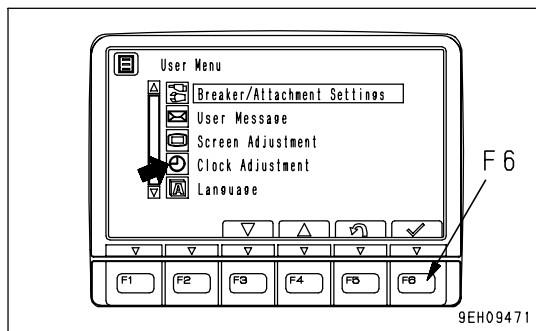 User Menu
Breaker/Attachment Settings
User Message
Screen Adjustment
Clock Adjustment
A Language
F6
F1 F2 F3 F4 F5 F6
9EH09471